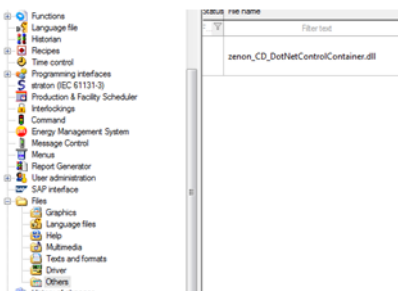 Functions
Language file
Historian
Recipes
Time control
Programming interfaces
straton (IEC 61131-3)
Production & Facility Scheduler
Interlockings
Command
Energy Management System
Message Control
Menus
Report Generator
User administration
SAP interface
Files
Graphics
Language files
Help
Multimedia
Texts and formats
Driver
Others
Status File name
Filter text
zenon_CD_DotNetControlContainer.dll